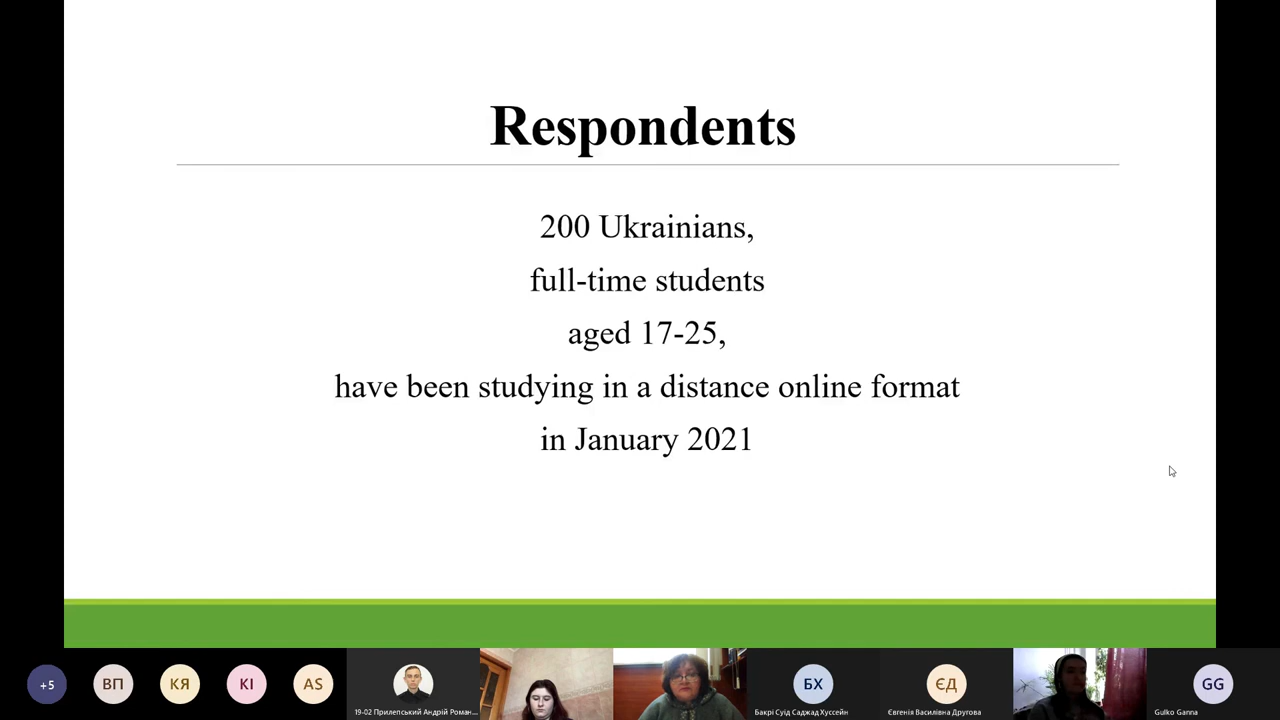 Respondents
200 Ukrainians,
full-time students
aged 17-25,
have been studying in a distance online format
in January 2021
+5
ВП
КЯ
КІ
AS
19-02 Прилепський Андрій Роман...
БХ
Бакрі Суід Саджад Хуссейн
ЄД
Євгенія Василівна Другова
GG
Gulko Ganna